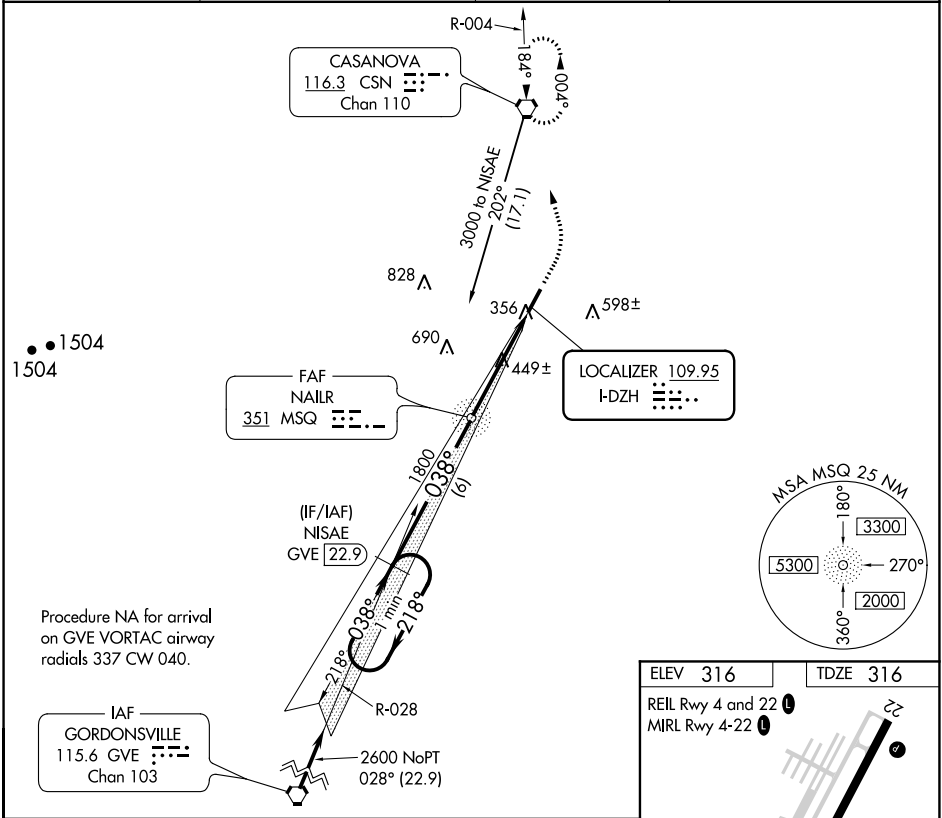 R-004
184°
004°
CASANOVA
116.3 CSN
Chan 110
3000 to NISAE
202°
(17.1)
828
356
598±
690
449±
1504
1504
LOCALIZER 109.95
I-DZH
FAF
NAILR
351 MSQ
1800
038°
(6)
(IF/IAF)
NISAE
GVE 22.9
MSA MSQ 25 NM
180°
3300
5300
270°
2000
360°
038°
1 min
218°
218°
Procedure NA for arrival
on GVE VORTAC airway
radials 337 CW 040.
R-028
IAF
GORDONSVILLE
115.6 GVE
Chan 103
2600 NoPT
028° (22.9)
ELEV 316
TDZE 316
REIL Rwy 4 and 22 L
MIRL Rwy 4-22 L
22
P